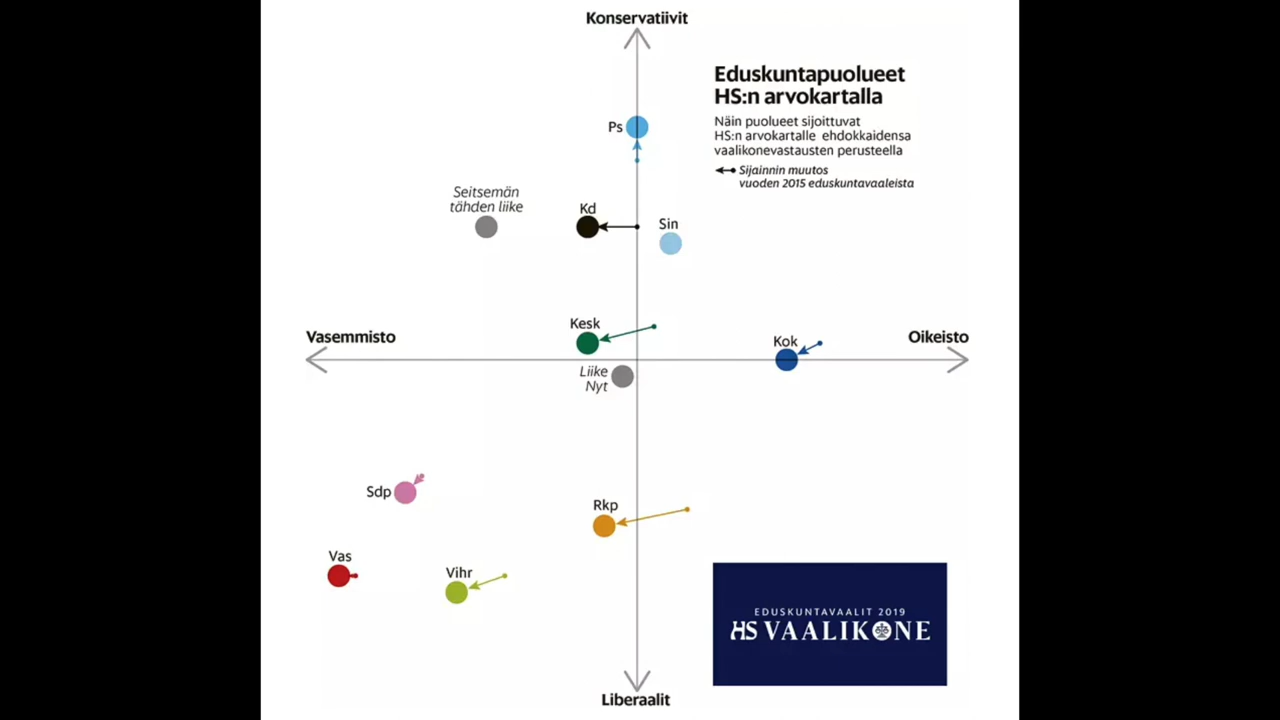 Konservatiivit
Eduskuntapuolueet
HS:n arvokartalla
Näin puolueet sijoittuvat
HS:n arvokartalle ehdokkaidensa
vaalikonevastausten perusteella
Sijainnin muutos
vuoden 2015 eduskuntavaaleista
Ps
Seitsemän
tähden liike
Kd
Sin
Kesk
Vasemmisto
Kok
Oikeisto
Liike
Nyt
Sdp
Rkp
Vas
Vihr
EDUSKUNTAVAALIT 2019
HS VAALIKONE
Liberaalit